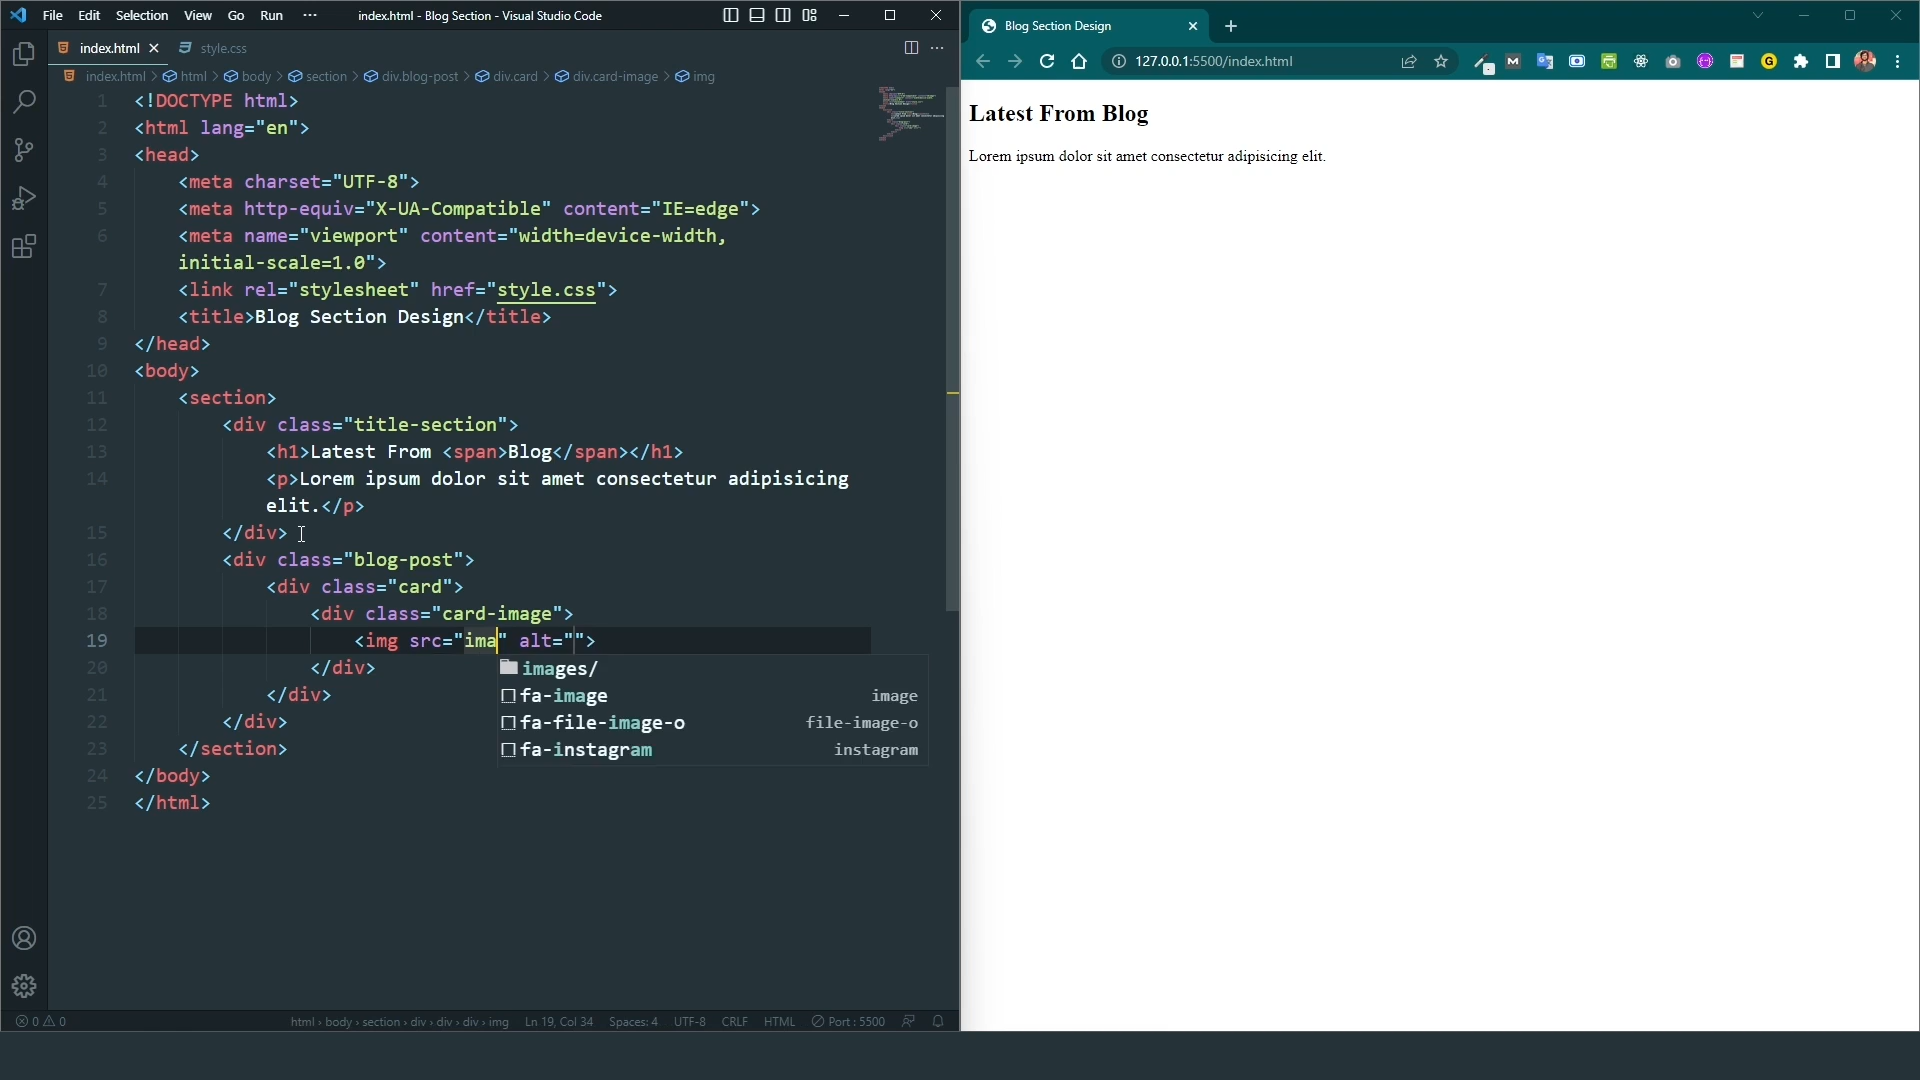 File Edit Selection View Go Run ··· index.html - Blog Section - Visual Studio Code
index.html style.css
index.html > html > body > section > div.blog-post > div.card > div.card-image > img
1 <!DOCTYPE html>
2 <html lang="en">
3 <head>
4 <meta charset="UTF-8">
5 <meta http-equiv="X-UA-Compatible" content="IE=edge">
6 <meta name="viewport" content="width=device-width,
initial-scale=1.0">
7 <link rel="stylesheet" href="style.css">
8 <title>Blog Section Design</title>
9 </head>
10 <body>
11 <section>
12 <div class="title-section">
13 <h1>Latest From <span>Blog</span></h1>
14 <p>Lorem ipsum dolor sit amet consectetur adipisicing
elit.</p>
15 </div>
16 <div class="blog-post">
17 <div class="card">
18 <div class="card-image">
19 <img src="ima" alt="">
20 </div>
21 </div>
22 </div>
23 </section>
24 </body>
25 </html>
images/
fa-image image
fa-file-image-o file-image-o
fa-instagram instagram
0 0 html > body > section > div > div > div > img Ln 19, Col 34 Spaces: 4 UTF-8 CRLF HTML Port : 5500
Blog Section Design
127.0.0.1:5500/index.html
M
G
Latest From Blog
Lorem ipsum dolor sit amet consectetur adipisicing elit.